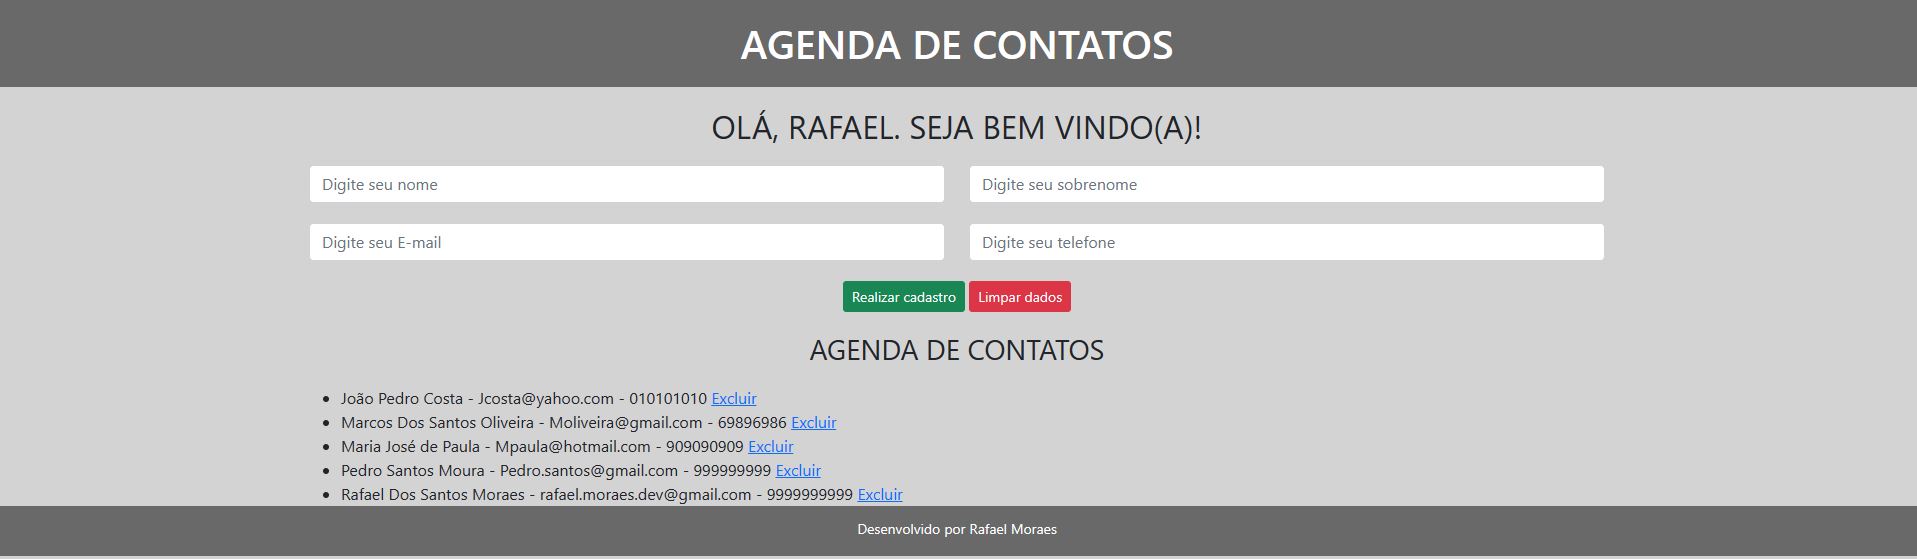 AGENDA DE CONTATOS
OLÁ, RAFAEL. SEJA BEM VINDO(A)!
Digite seu nome
Digite seu sobrenome
Digite seu E-mail
Digite seu telefone
Realizar cadastro
Limpar dados
AGENDA DE CONTATOS
João Pedro Costa - Jcosta@yahoo.com - 010101010 Excluir
Marcos Dos Santos Oliveira - Moliveira@gmail.com - 69896986 Excluir
Maria José de Paula - Mpaula@hotmail.com - 909090909 Excluir
Pedro Santos Moura - Pedro.santos@gmail.com - 999999999 Excluir
Rafael Dos Santos Moraes - rafael.moraes.dev@gmail.com - 9999999999 Excluir
Desenvolvido por Rafael Moraes